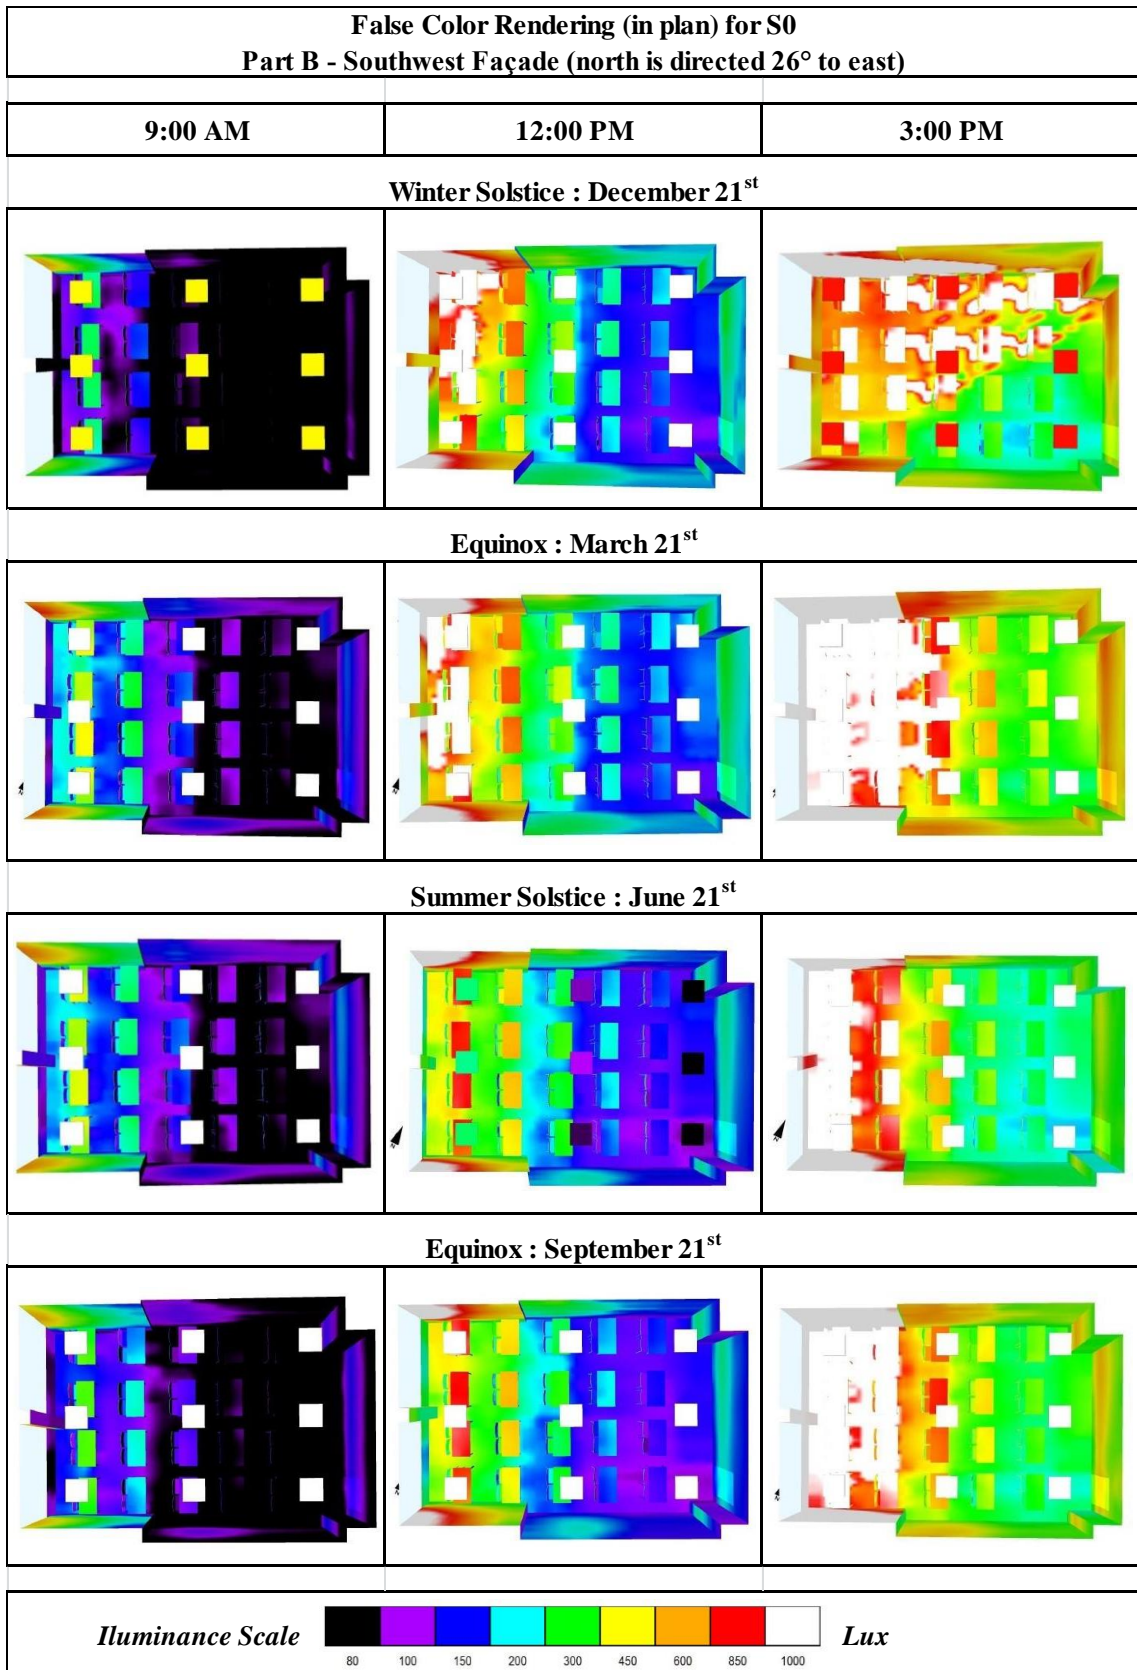 False Color Rendering (in plan) for S0
Part B - Southwest Façade (north is directed 26° to east)
9:00 AM 12:00 PM 3:00 PM
Winter Solstice : December 21st
Equinox : March 21st
Summer Solstice : June 21st
Equinox : September 21st
Iluminance Scale Lux
80 100 150 200 300 450 600 850 1000